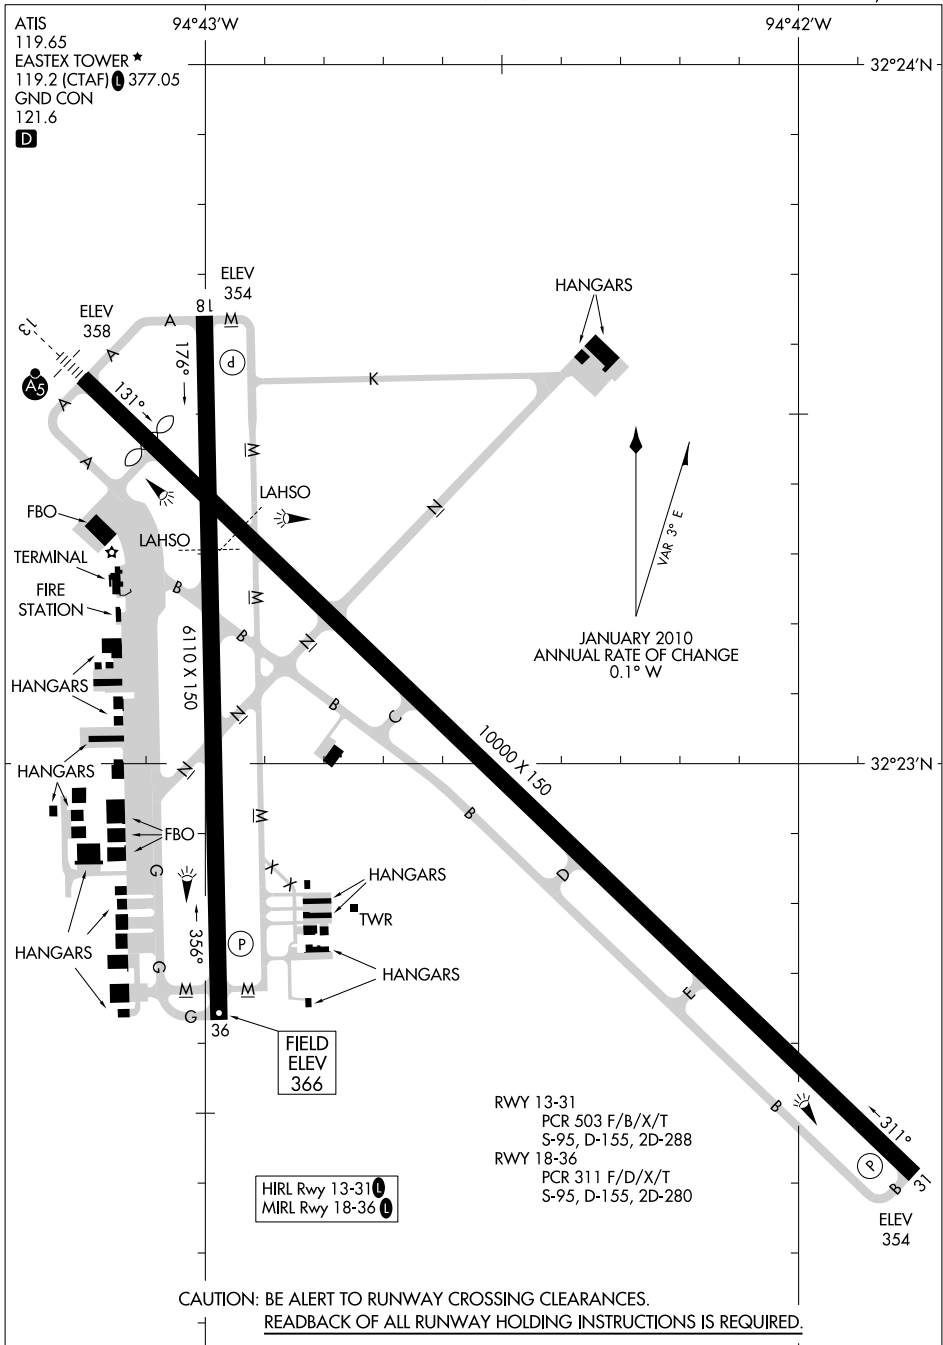 ATIS
119.65
EASTEX TOWER ★
119.2 (CTAF) L 377.05
GND CON
121.6
D
94°43'W
94°42'W
32°24'N
ELEV
354
18
A
M
ELEV
358
13
A
176°
P
HANGARS
A5
131°
K
A
A
M
N
LAHSO
FBO
LAHSO
TERMINAL
FIRE
STATION
B
M
VAR 3° E
B
N
6110 X 150
JANUARY 2010
ANNUAL RATE OF CHANGE
0.1° W
HANGARS
B
C
N
10000 X 150
HANGARS
N
32°23'N
B
M
FBO
G
X
X
D
HANGARS
TWR
356°
P
HANGARS
G
HANGARS
M
M
E
G
36
FIELD
ELEV
366
RWY 13-31
PCR 503 F/B/X/T
S-95, D-155, 2D-288
RWY 18-36
PCR 311 F/D/X/T
S-95, D-155, 2D-280
B
311°
P
B
31
HIRL Rwy 13-31 L
MIRL Rwy 18-36 L
ELEV
354
CAUTION: BE ALERT TO RUNWAY CROSSING CLEARANCES.
READBACK OF ALL RUNWAY HOLDING INSTRUCTIONS IS REQUIRED.